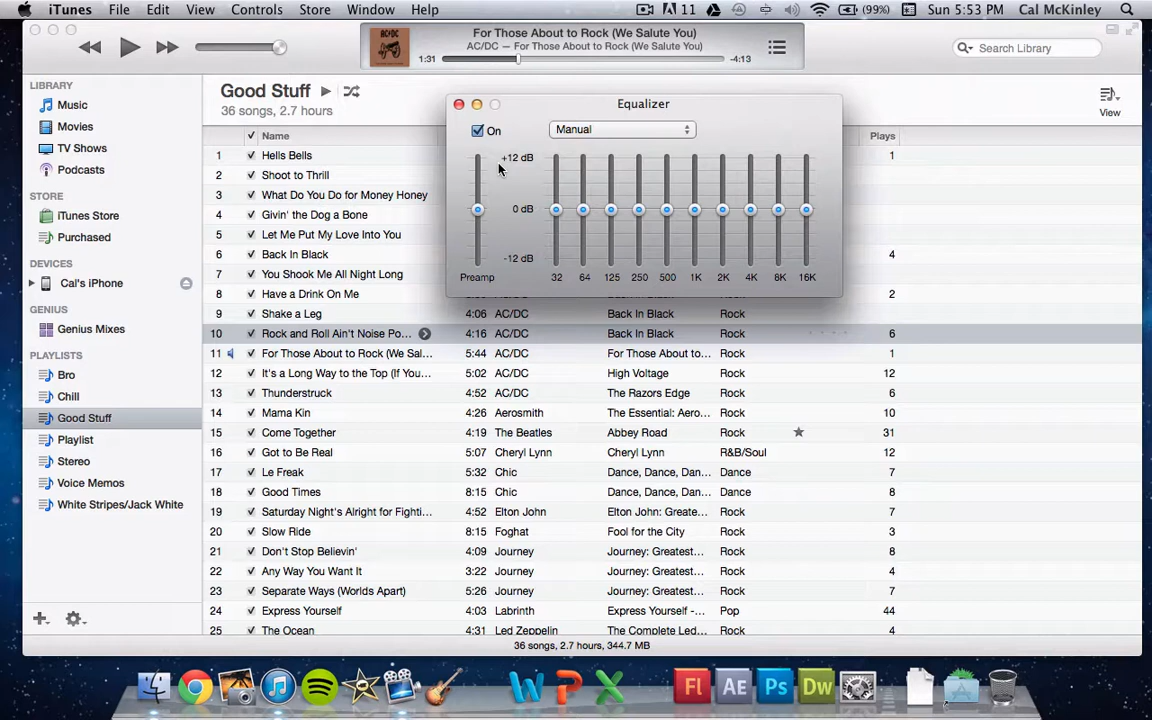 iTunes File Edit View Controls Store Window Help 11 (99%) Sun 5:53 PM Cal McKinley
For Those About to Rock (We Salute You)
AC/DC — For Those About to Rock (We Salute You)
1:31 -4:13
Search Library
LIBRARY
Music
Movies
TV Shows
Podcasts
STORE
iTunes Store
Purchased
DEVICES
Cal's iPhone
GENIUS
Genius Mixes
PLAYLISTS
Bro
Chill
Good Stuff
Playlist
Stereo
Voice Memos
White Stripes/Jack White
Good Stuff
36 songs, 2.7 hours
View
Equalizer
On Manual
+12 dB
0 dB
-12 dB
Preamp 32 64 125 250 500 1K 2K 4K 8K 16K
Name Plays
1 Hells Bells 1
2 Shoot to Thrill
3 What Do You Do for Money Honey
4 Givin' the Dog a Bone
5 Let Me Put My Love Into You
6 Back In Black 4
7 You Shook Me All Night Long
8 Have a Drink On Me 2
9 Shake a Leg 4:06 AC/DC Back In Black Rock
10 Rock and Roll Ain't Noise Po... 4:16 AC/DC Back In Black Rock 6
11 For Those About to Rock (We Sal... 5:44 AC/DC For Those About to... Rock 1
12 It's a Long Way to the Top (If You... 5:02 AC/DC High Voltage Rock 12
13 Thunderstruck 4:52 AC/DC The Razors Edge Rock 6
14 Mama Kin 4:26 Aerosmith The Essential: Aero... Rock 10
15 Come Together 4:19 The Beatles Abbey Road Rock 31
16 Got to Be Real 5:07 Cheryl Lynn Cheryl Lynn R&B/Soul 12
17 Le Freak 5:32 Chic Dance, Dance, Dan... Dance 7
18 Good Times 8:15 Chic Dance, Dance, Dan... Dance 8
19 Saturday Night's Alright for Fighti... 4:52 Elton John Elton John: Greatest... Rock 7
20 Slow Ride 8:15 Foghat Fool for the City Rock 3
21 Don't Stop Believin' 4:09 Journey Journey: Greatest... Rock 8
22 Any Way You Want It 3:22 Journey Journey: Greatest... Rock 4
23 Separate Ways (Worlds Apart) 5:26 Journey Journey: Greatest... Rock 7
24 Express Yourself 4:03 Labrinth Express Yourself -... Pop 44
25 The Ocean 4:31 Led Zeppelin The Complete Led... Rock 4
36 songs, 2.7 hours, 344.7 MB
W P X Fl Ae Ps Dw